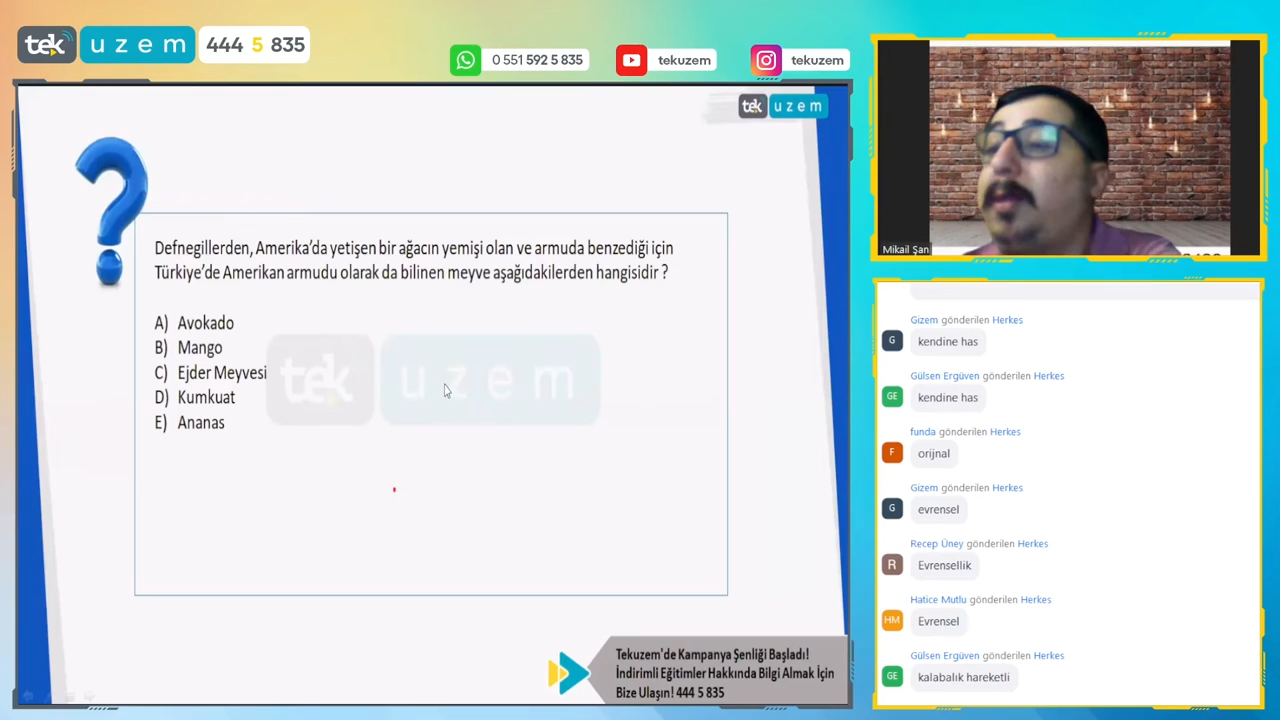 tek uzem 444 5 835
0 551 592 5 835
tekuzem
tekuzem
tek uzem
Defnegillerden, Amerika'da yetişen bir ağacın yemişi olan ve armuda benzediği için
Türkiye'de Amerikan armudu olarak da bilinen meyve aşağıdakilerden hangisidir ?
A) Avokado
B) Mango
C) Ejder Meyvesi
D) Kumkuat
E) Ananas
tek uzem
Tekuzem'de Kampanya Şenliği Başladı!
İndirimli Eğitimler Hakkında Bilgi Almak İçin
Bize Ulaşın! 444 5 835
Mikail Şan
Gizem gönderilen Herkes
G
kendine has
Gülsen Ergüven gönderilen Herkes
GE
kendine has
funda gönderilen Herkes
F
orijnal
Gizem gönderilen Herkes
G
evrensel
Recep Üney gönderilen Herkes
R
Evrensellik
Hatice Mutlu gönderilen Herkes
HM
Evrensel
Gülsen Ergüven gönderilen Herkes
GE
kalabalık hareketli